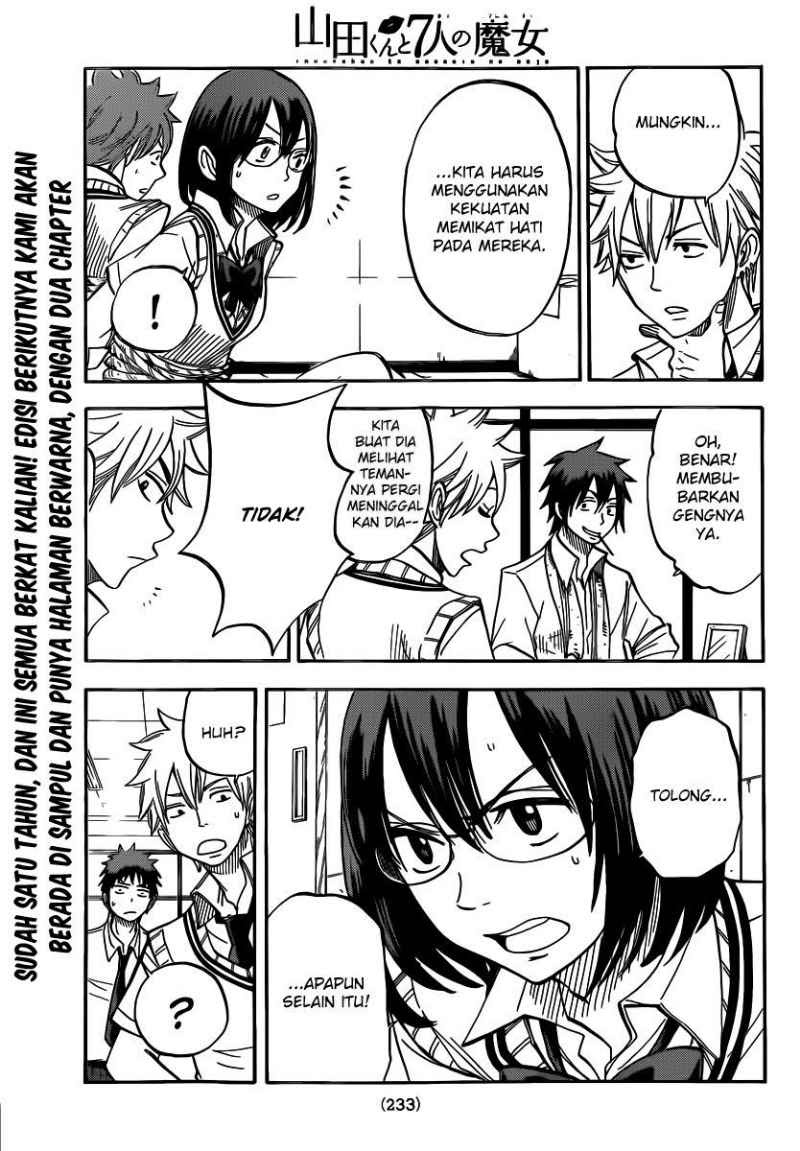 山田くんと7人の魔女
MUNGKIN...
...KITA HARUS
MENGGUNAKAN
KEKUATAN
MEMIKAT HATI
PADA MEREKA.
!
OH,
BENAR!
MEMBU-
BARKAN
GENGNYA
YA.
KITA
BUAT DIA
MELIHAT
TEMAN-
NYA PERGI
MENINGGAL
KAN DIA--
TIDAK!
TOLONG...
...APAPUN
SELAIN ITU!
HUH?
?
SUDAH SATU TAHUN, DAN INI SEMUA BERKAT KALIAN! EDISI BERIKUTNYA KAMI AKAN
BERADA DI SAMPUL DAN PUNYA HALAMAN BERWARNA, DENGAN DUA CHAPTER
(233)